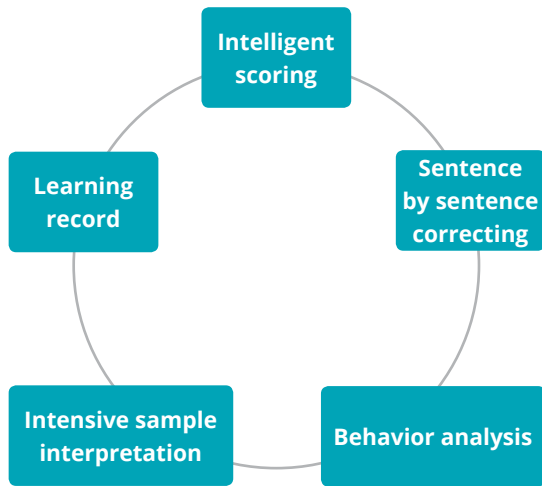 Intelligent
scoring
Sentence
by sentence
correcting
Behavior analysis
Intensive sample
interpretation
Learning
record